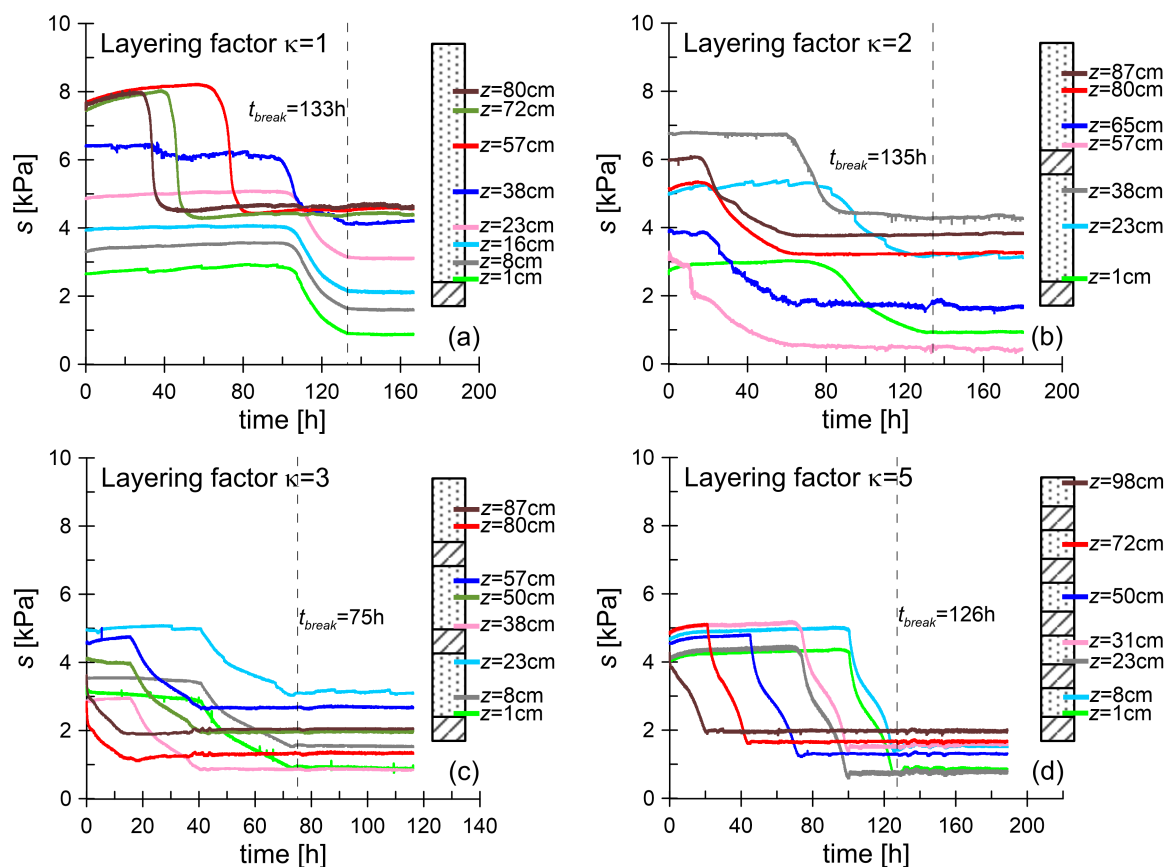 Layering factor κ=1
t_break=133h
s [kPa]
10
8
6
4
2
0
0 40 80 120 160 200
time [h]
z=80cm
z=72cm
z=57cm
z=38cm
z=23cm
z=16cm
z=8cm
z=1cm
(a)
Layering factor κ=2
t_break=135h
s [kPa]
10
8
6
4
2
0
0 40 80 120 160 200
time [h]
z=87cm
z=80cm
z=65cm
z=57cm
z=38cm
z=23cm
z=1cm
(b)
Layering factor κ=3
t_break=75h
s [kPa]
10
8
6
4
2
0
0 20 40 60 80 100 120 140
time [h]
z=87cm
z=80cm
z=57cm
z=50cm
z=38cm
z=23cm
z=8cm
z=1cm
(c)
Layering factor κ=5
t_break=126h
s [kPa]
10
8
6
4
2
0
0 40 80 120 160 200
time [h]
z=98cm
z=72cm
z=50cm
z=31cm
z=23cm
z=8cm
z=1cm
(d)